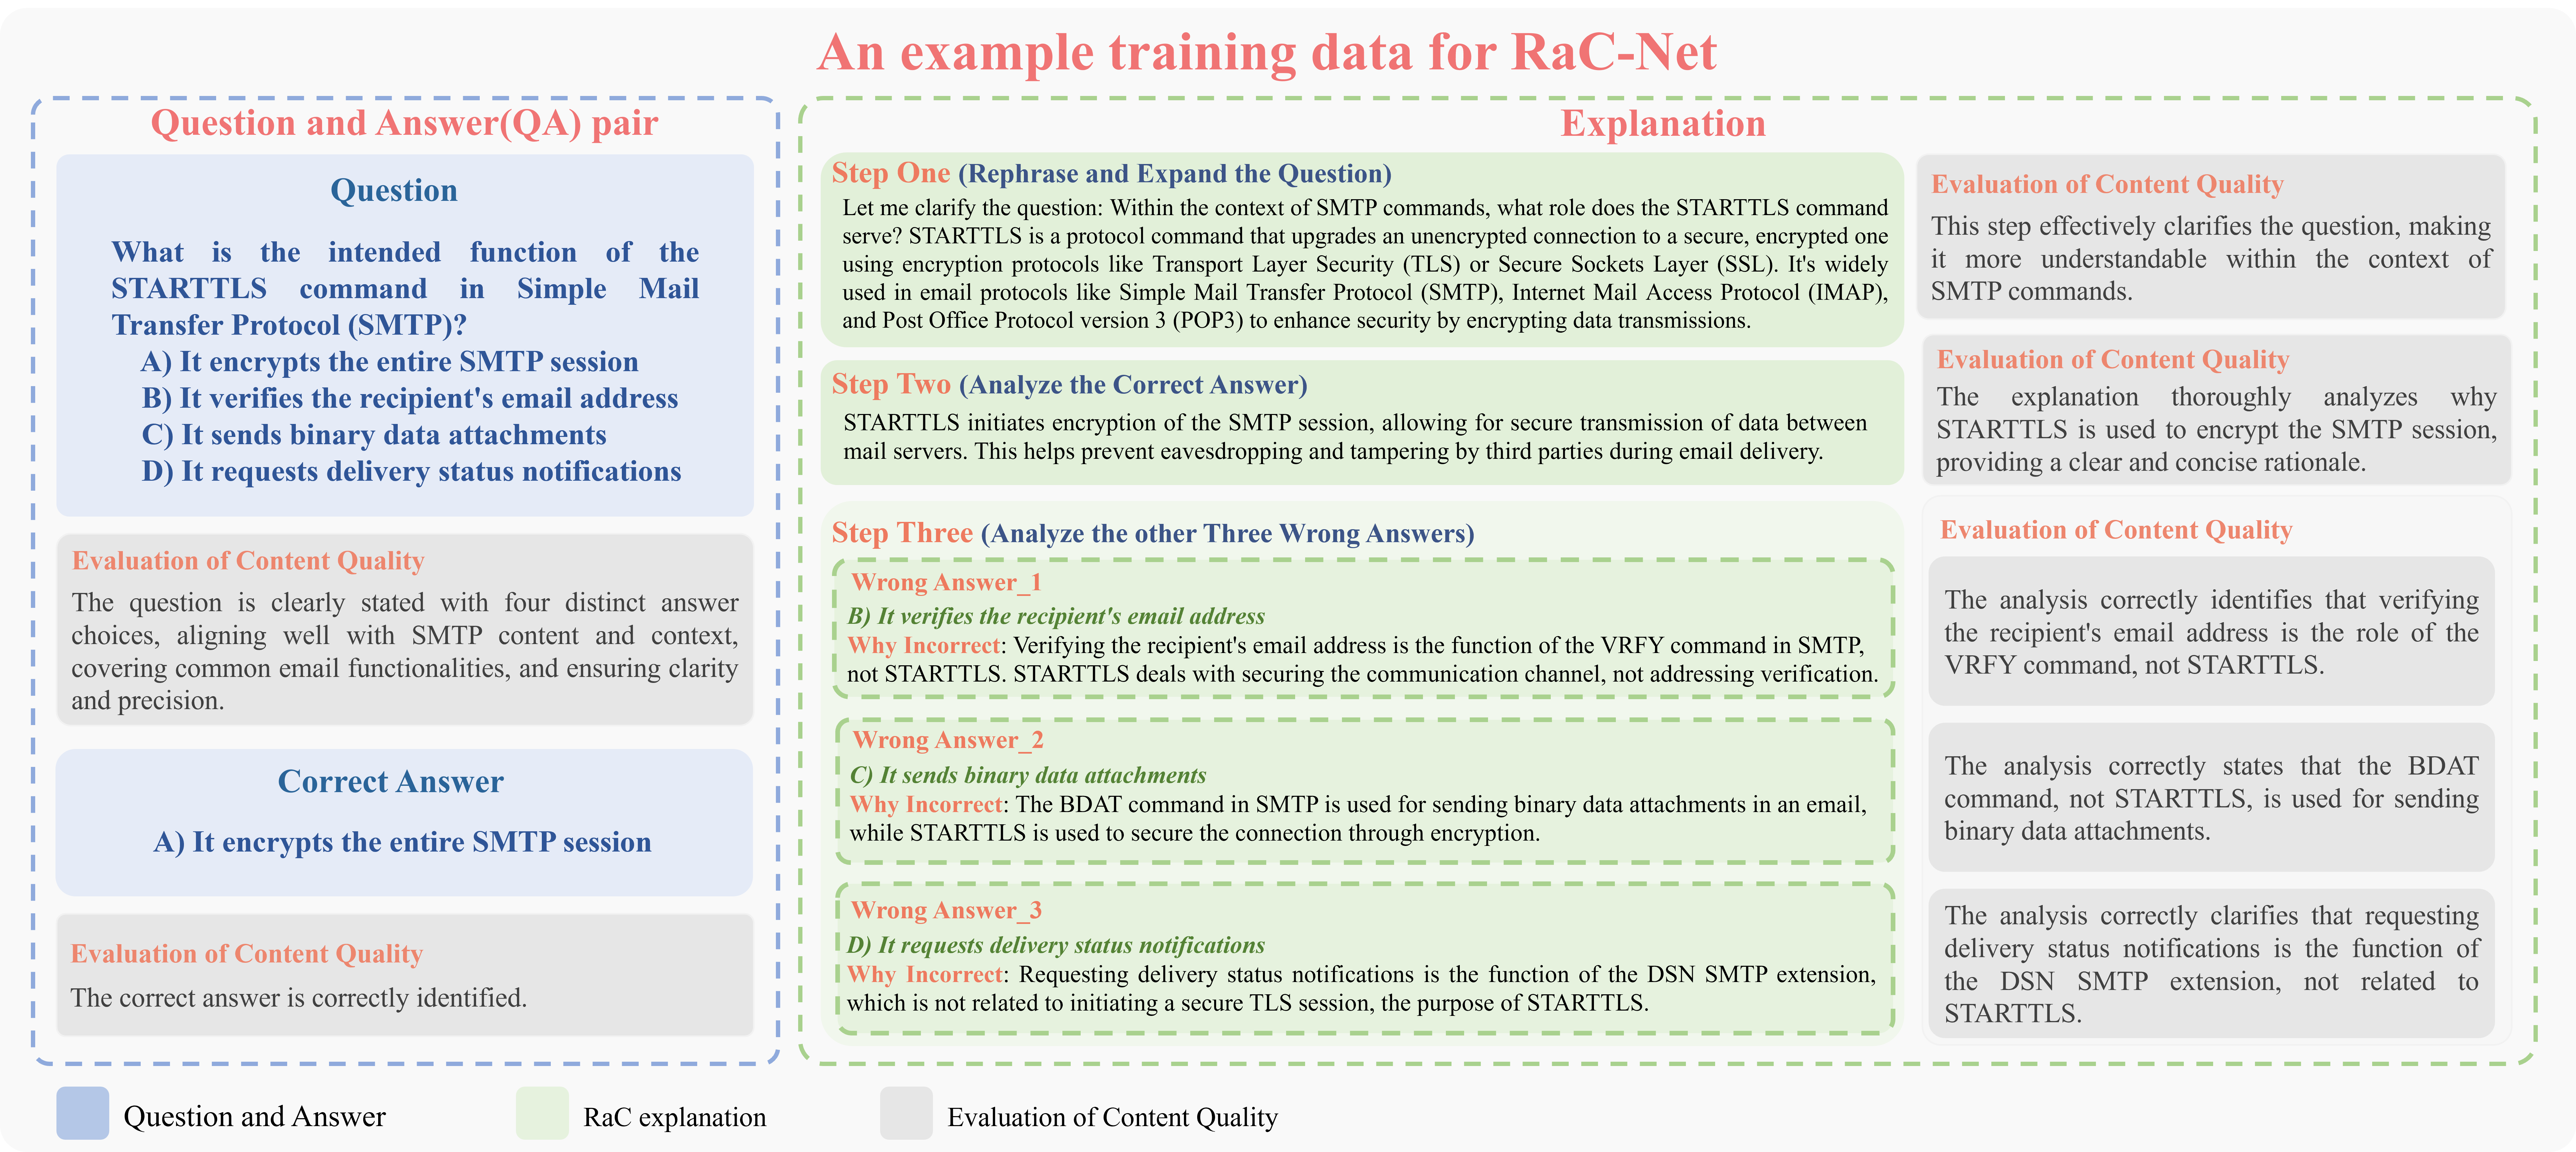 An example training data for RaC-Net
Question and Answer(QA) pair
Question
What is the intended function of the
STARTTLS command in Simple Mail
Transfer Protocol (SMTP)?
A) It encrypts the entire SMTP session
B) It verifies the recipient's email address
C) It sends binary data attachments
D) It requests delivery status notifications
Evaluation of Content Quality
The question is clearly stated with four distinct answer
choices, aligning well with SMTP content and context,
covering common email functionalities, and ensuring clarity
and precision.
Correct Answer
A) It encrypts the entire SMTP session
Evaluation of Content Quality
The correct answer is correctly identified.
Explanation
Step One (Rephrase and Expand the Question)
Let me clarify the question: Within the context of SMTP commands, what role does the STARTTLS command
serve? STARTTLS is a protocol command that upgrades an unencrypted connection to a secure, encrypted one
using encryption protocols like Transport Layer Security (TLS) or Secure Sockets Layer (SSL). It's widely
used in email protocols like Simple Mail Transfer Protocol (SMTP), Internet Mail Access Protocol (IMAP),
and Post Office Protocol version 3 (POP3) to enhance security by encrypting data transmissions.
Evaluation of Content Quality
This step effectively clarifies the question, making
it more understandable within the context of
SMTP commands.
Step Two (Analyze the Correct Answer)
STARTTLS initiates encryption of the SMTP session, allowing for secure transmission of data between
mail servers. This helps prevent eavesdropping and tampering by third parties during email delivery.
Evaluation of Content Quality
The explanation thoroughly analyzes why
STARTTLS is used to encrypt the SMTP session,
providing a clear and concise rationale.
Step Three (Analyze the other Three Wrong Answers)
Evaluation of Content Quality
Wrong Answer_1
B) It verifies the recipient's email address
Why Incorrect: Verifying the recipient's email address is the function of the VRFY command in SMTP,
not STARTTLS. STARTTLS deals with securing the communication channel, not addressing verification.
The analysis correctly identifies that verifying
the recipient's email address is the role of the
VRFY command, not STARTTLS.
Wrong Answer_2
C) It sends binary data attachments
Why Incorrect: The BDAT command in SMTP is used for sending binary data attachments in an email,
while STARTTLS is used to secure the connection through encryption.
The analysis correctly states that the BDAT
command, not STARTTLS, is used for sending
binary data attachments.
Wrong Answer_3
D) It requests delivery status notifications
Why Incorrect: Requesting delivery status notifications is the function of the DSN SMTP extension,
which is not related to initiating a secure TLS session, the purpose of STARTTLS.
The analysis correctly clarifies that requesting
delivery status notifications is the function of
the DSN SMTP extension, not related to
STARTTLS.
Question and Answer
RaC explanation
Evaluation of Content Quality